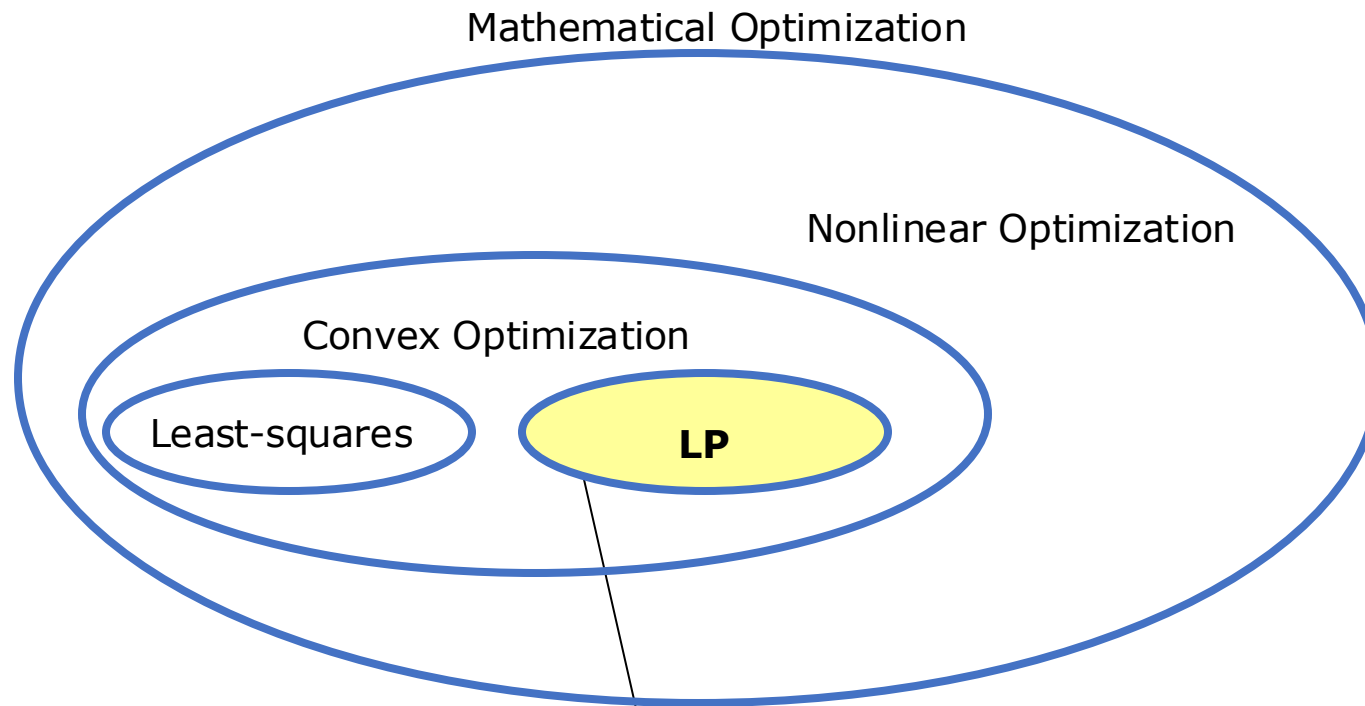 Mathematical Optimization
Nonlinear Optimization
Convex Optimization
Least-squares
LP